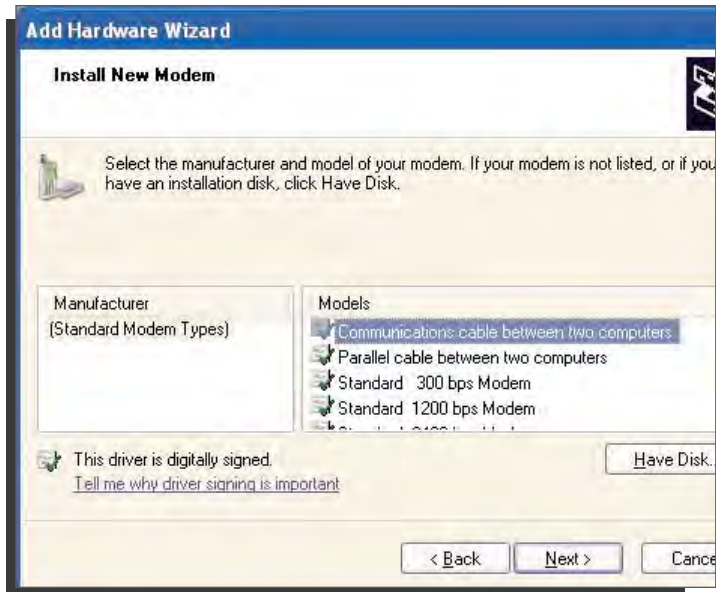 Add Hardware Wizard
Install New Modem
Select the manufacturer and model of your modem. If your modem is not listed, or if you
have an installation disk, click Have Disk.
Manufacturer
(Standard Modem Types)
Models
Communications cable between two computers
Parallel cable between two computers
Standard 300 bps Modem
Standard 1200 bps Modem
This driver is digitally signed.
Tell me why driver signing is important
Have Disk.
< Back
Next >
Cance